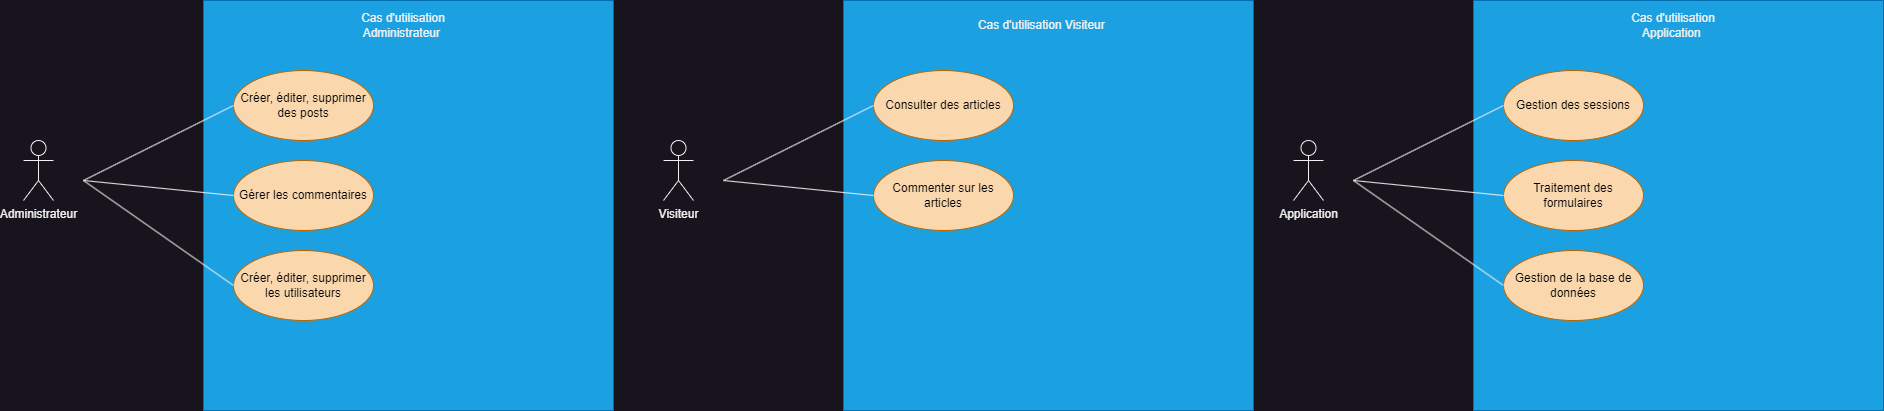 Cas d'utilisation
Administrateur
Créer, éditer, supprimer
des posts
Gérer les commentaires
Créer, éditer, supprimer
les utilisateurs
Administrateur
Cas d'utilisation Visiteur
Consulter des articles
Commenter sur les
articles
Visiteur
Cas d'utilisation
Application
Gestion des sessions
Traitement des
formulaires
Gestion de la base de
données
Application